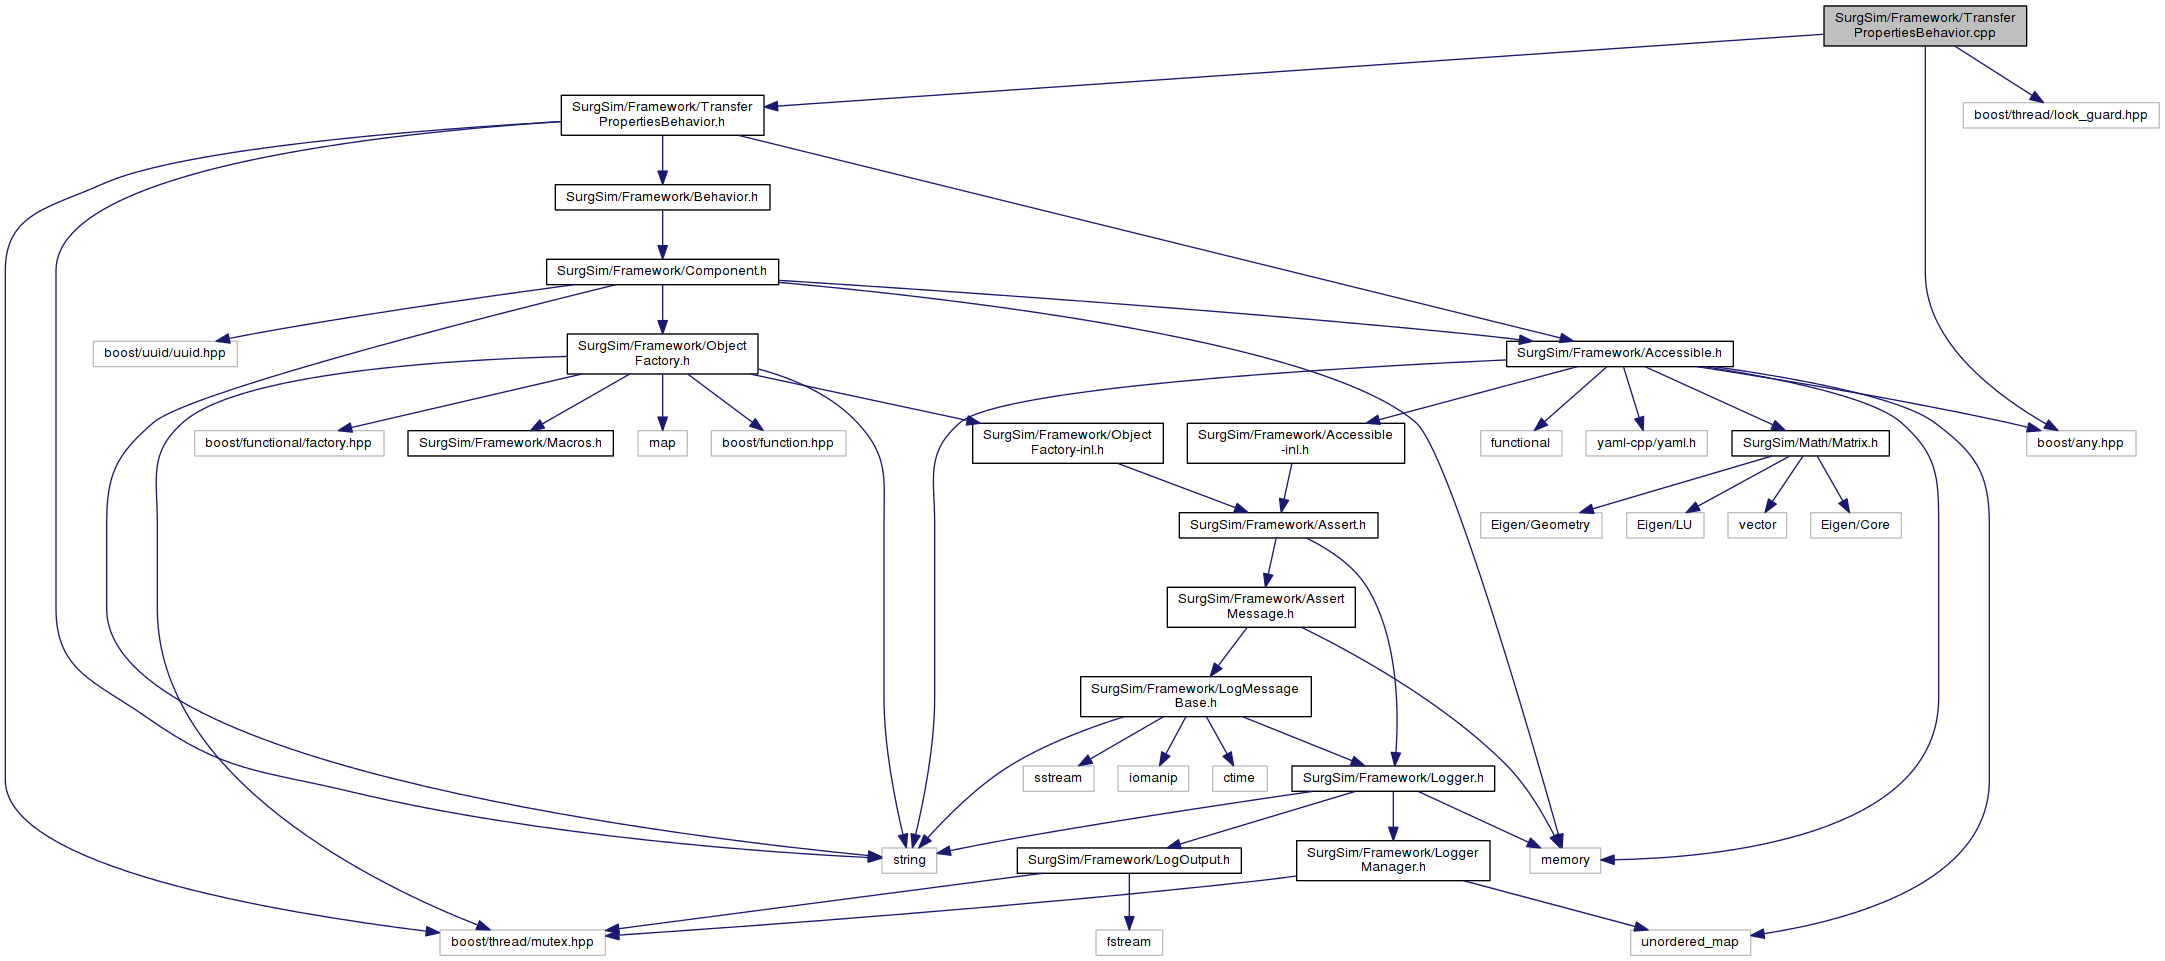 SurgSim/Framework/Transfer
PropertiesBehavior.cpp
SurgSim/Framework/Transfer
PropertiesBehavior.h
boost/thread/lock_guard.hpp
SurgSim/Framework/Behavior.h
SurgSim/Framework/Component.h
boost/uuid/uuid.hpp
SurgSim/Framework/Object
Factory.h
SurgSim/Framework/Accessible.h
boost/functional/factory.hpp
SurgSim/Framework/Macros.h
map
boost/function.hpp
SurgSim/Framework/Object
Factory-inl.h
SurgSim/Framework/Accessible
-inl.h
functional
yaml-cpp/yaml.h
SurgSim/Math/Matrix.h
boost/any.hpp
SurgSim/Framework/Assert.h
Eigen/Geometry
Eigen/LU
vector
Eigen/Core
SurgSim/Framework/Assert
Message.h
SurgSim/Framework/LogMessage
Base.h
sstream
iomanip
ctime
SurgSim/Framework/Logger.h
string
SurgSim/Framework/LogOutput.h
SurgSim/Framework/Logger
Manager.h
memory
boost/thread/mutex.hpp
fstream
unordered_map